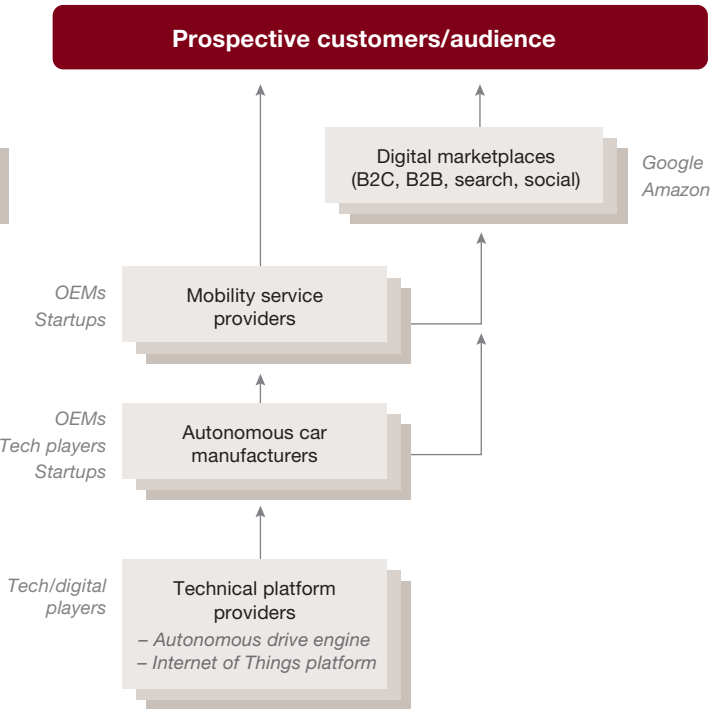 Prospective customers/audience
Digital marketplaces
(B2C, B2B, search, social)
Google
Amazon
OEMs
Startups
Mobility service
providers
OEMs
Tech players
Startups
Autonomous car
manufacturers
Tech/digital
players
Technical platform
providers
– Autonomous drive engine
– Internet of Things platform